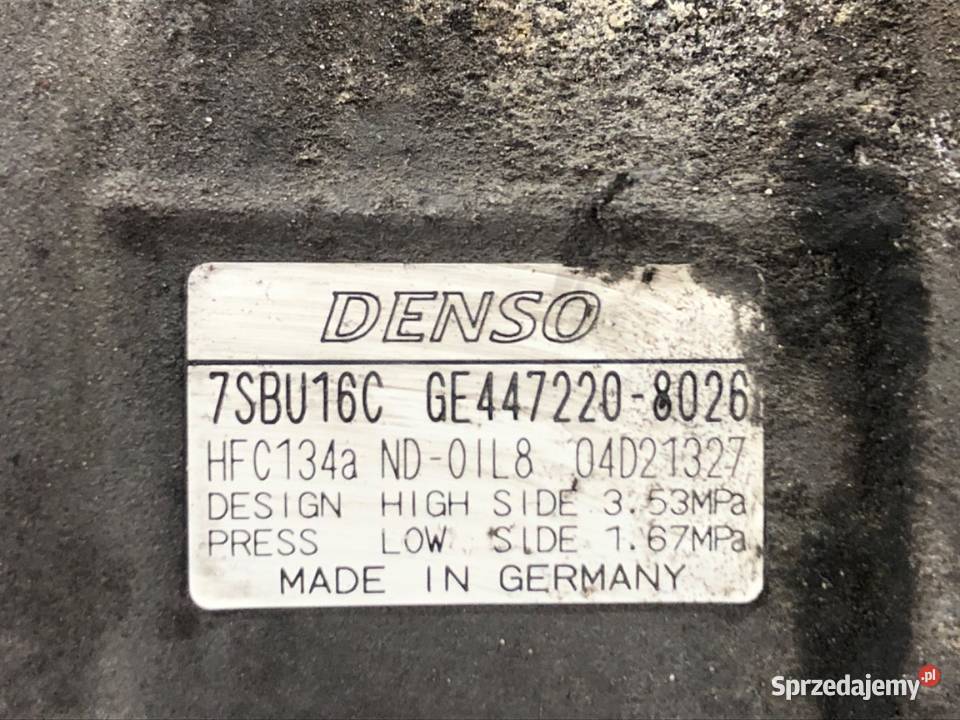 DENSO
7SBU16C GE447220-8026
HFC134a ND-OIL8 04D21327
DESIGN HIGH SIDE 3.53MPa
PRESS LOW SIDE 1.67MPa
MADE IN GERMANY
Sprzedajemy.pl